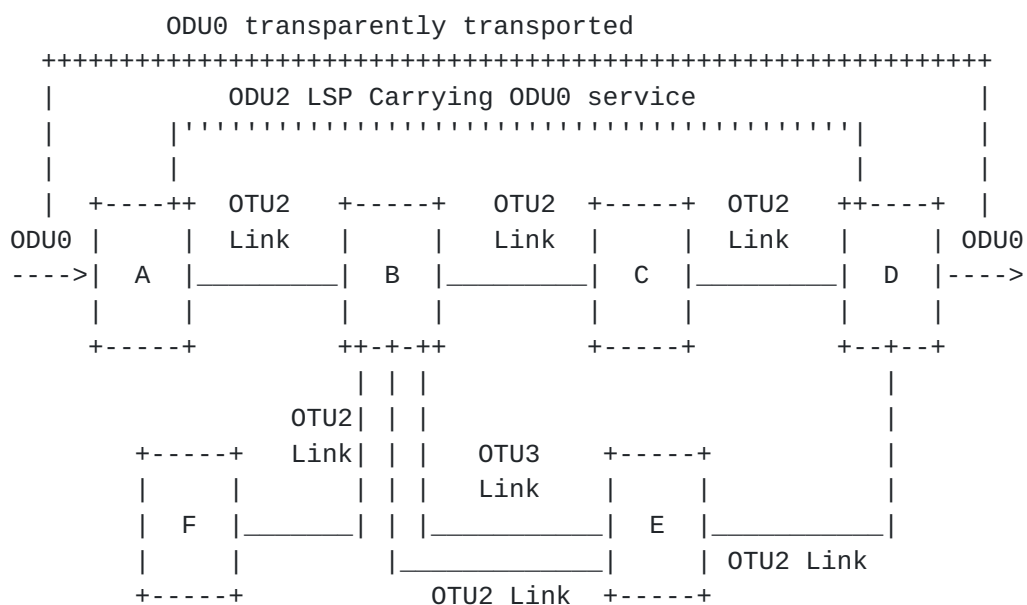 ODU0 transparently transported
ODU2 LSP Carrying ODU0 service
OTU2 OTU2 OTU2
ODU0 Link Link Link ODU0
A B C D
OTU2
Link OTU3
Link
F E
OTU2 Link
OTU2 Link